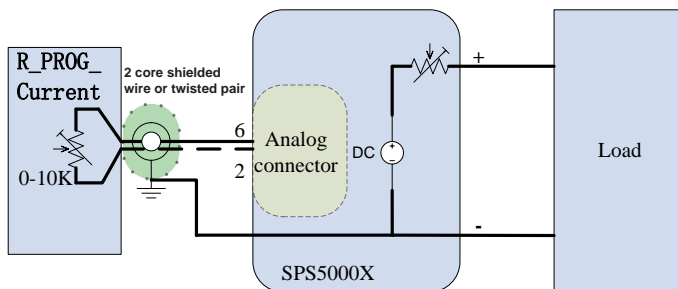 R_PROG_
Current
0-10K
2 core shielded
wire or twisted pair
6
2
Analog
connector
DC
+
-
+
-
SPS5000X
Load